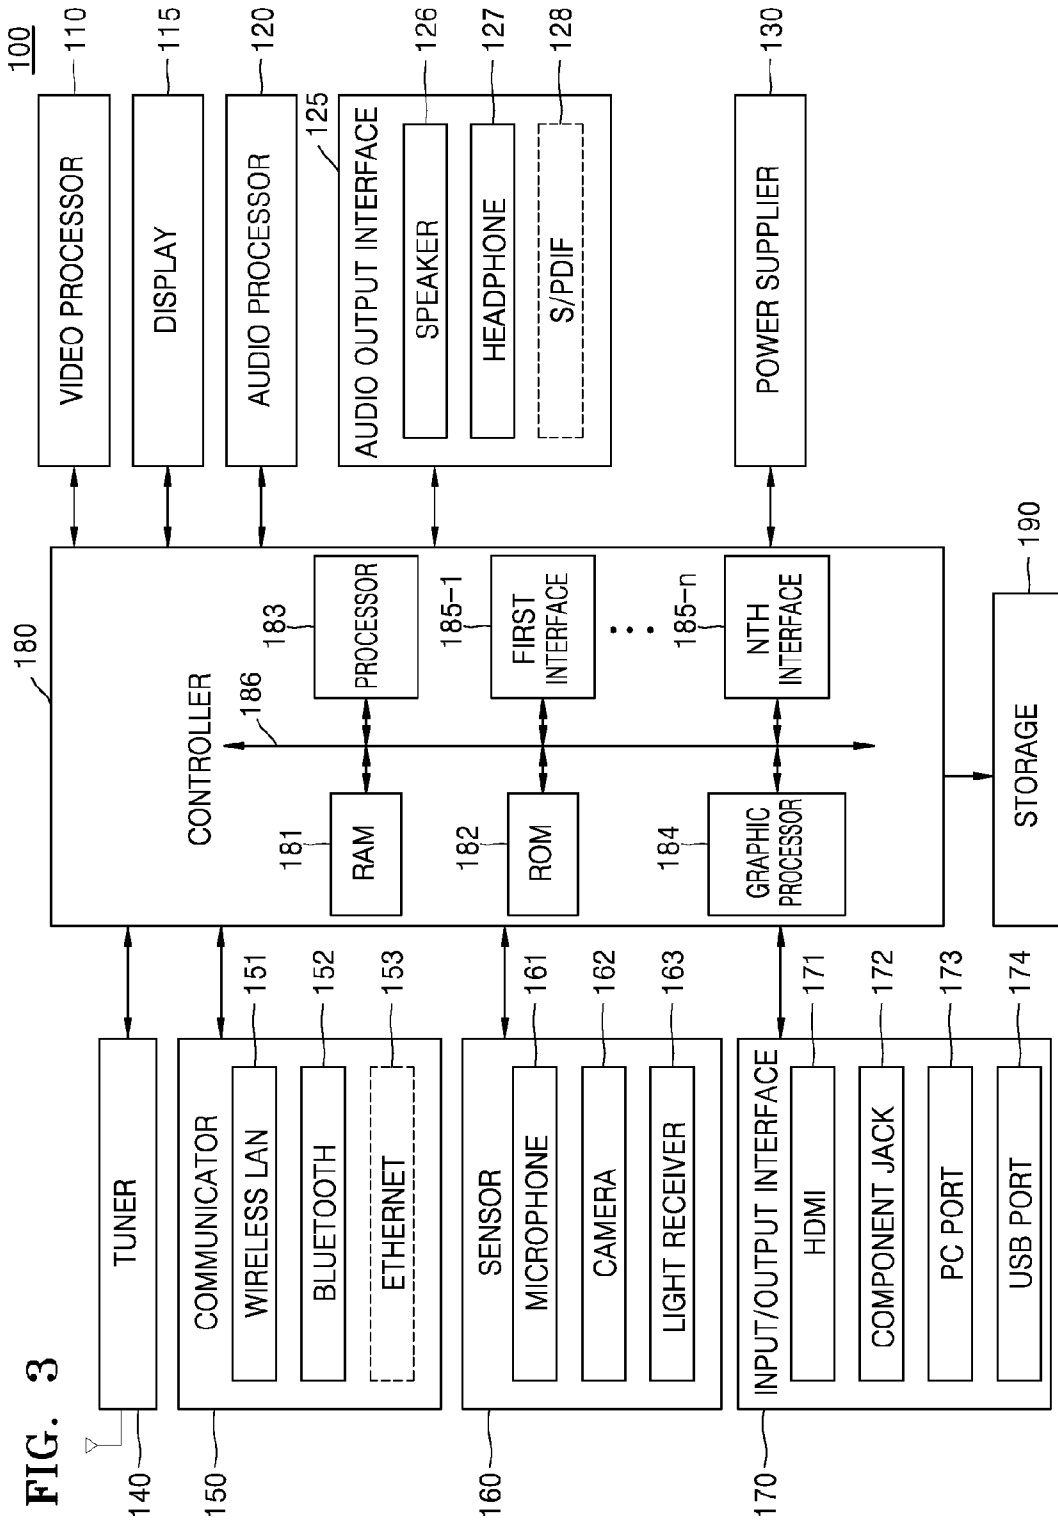 FIG. 3
100
140
TUNER
150
COMMUNICATOR
WIRELESS LAN
151
BLUETOOTH
152
ETHERNET
153
160
SENSOR
MICROPHONE
161
CAMERA
162
LIGHT RECEIVER
163
170
INPUT/OUTPUT INTERFACE
HDMI
171
COMPONENT JACK
172
PC PORT
173
USB PORT
174
180
CONTROLLER
186
181
RAM
182
ROM
184
GRAPHIC
PROCESSOR
183
PROCESSOR
185-1
FIRST
INTERFACE
185-n
NTH
INTERFACE
VIDEO PROCESSOR
110
DISPLAY
115
AUDIO PROCESSOR
120
125
AUDIO OUTPUT INTERFACE
SPEAKER
126
HEADPHONE
127
S/PDIF
128
POWER SUPPLIER
130
STORAGE
190